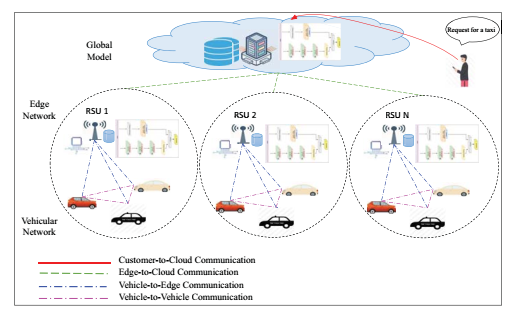 Request for a taxi
Global
Model
Edge
Network
RSU 1
RSU 2
RSU N
Vehicular
Network
Customer-to-Cloud Communication
Edge-to-Cloud Communication
Vehicle-to-Edge Communication
Vehicle-to-Vehicle Communication